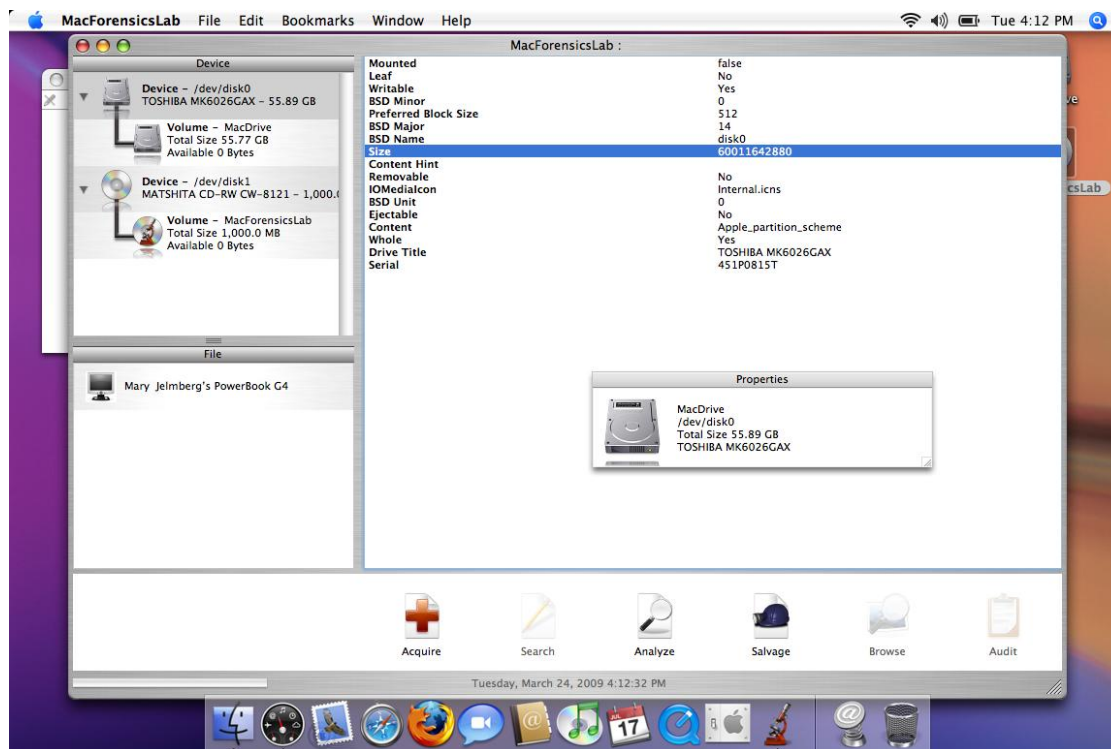 MacForensicsLab File Edit Bookmarks Window Help Tue 4:12 PM
MacForensicsLab :
Device
Device – /dev/disk0
TOSHIBA MK6026GAX – 55.89 GB
Volume – MacDrive
Total Size 55.77 GB
Available 0 Bytes
Device – /dev/disk1
MATSHITA CD-RW CW-8121 – 1,000.
Volume – MacForensicsLab
Total Size 1,000.0 MB
Available 0 Bytes
File
Mary Jelmberg's PowerBook G4
Mounted false
Leaf No
Writable Yes
BSD Minor 0
Preferred Block Size 512
BSD Major 14
BSD Name disk0
Size 60011642880
Content Hint
Removable No
IOMediaIcon Internal.icns
BSD Unit 0
Ejectable No
Content Apple_partition_scheme
Whole Yes
Drive Title TOSHIBA MK6026GAX
Serial 451P0815T
Properties
MacDrive
/dev/disk0
Total Size 55.89 GB
TOSHIBA MK6026GAX
ve
csLab
Acquire Search Analyze Salvage Browse Audit
Tuesday, March 24, 2009 4:12:32 PM
JUL
17